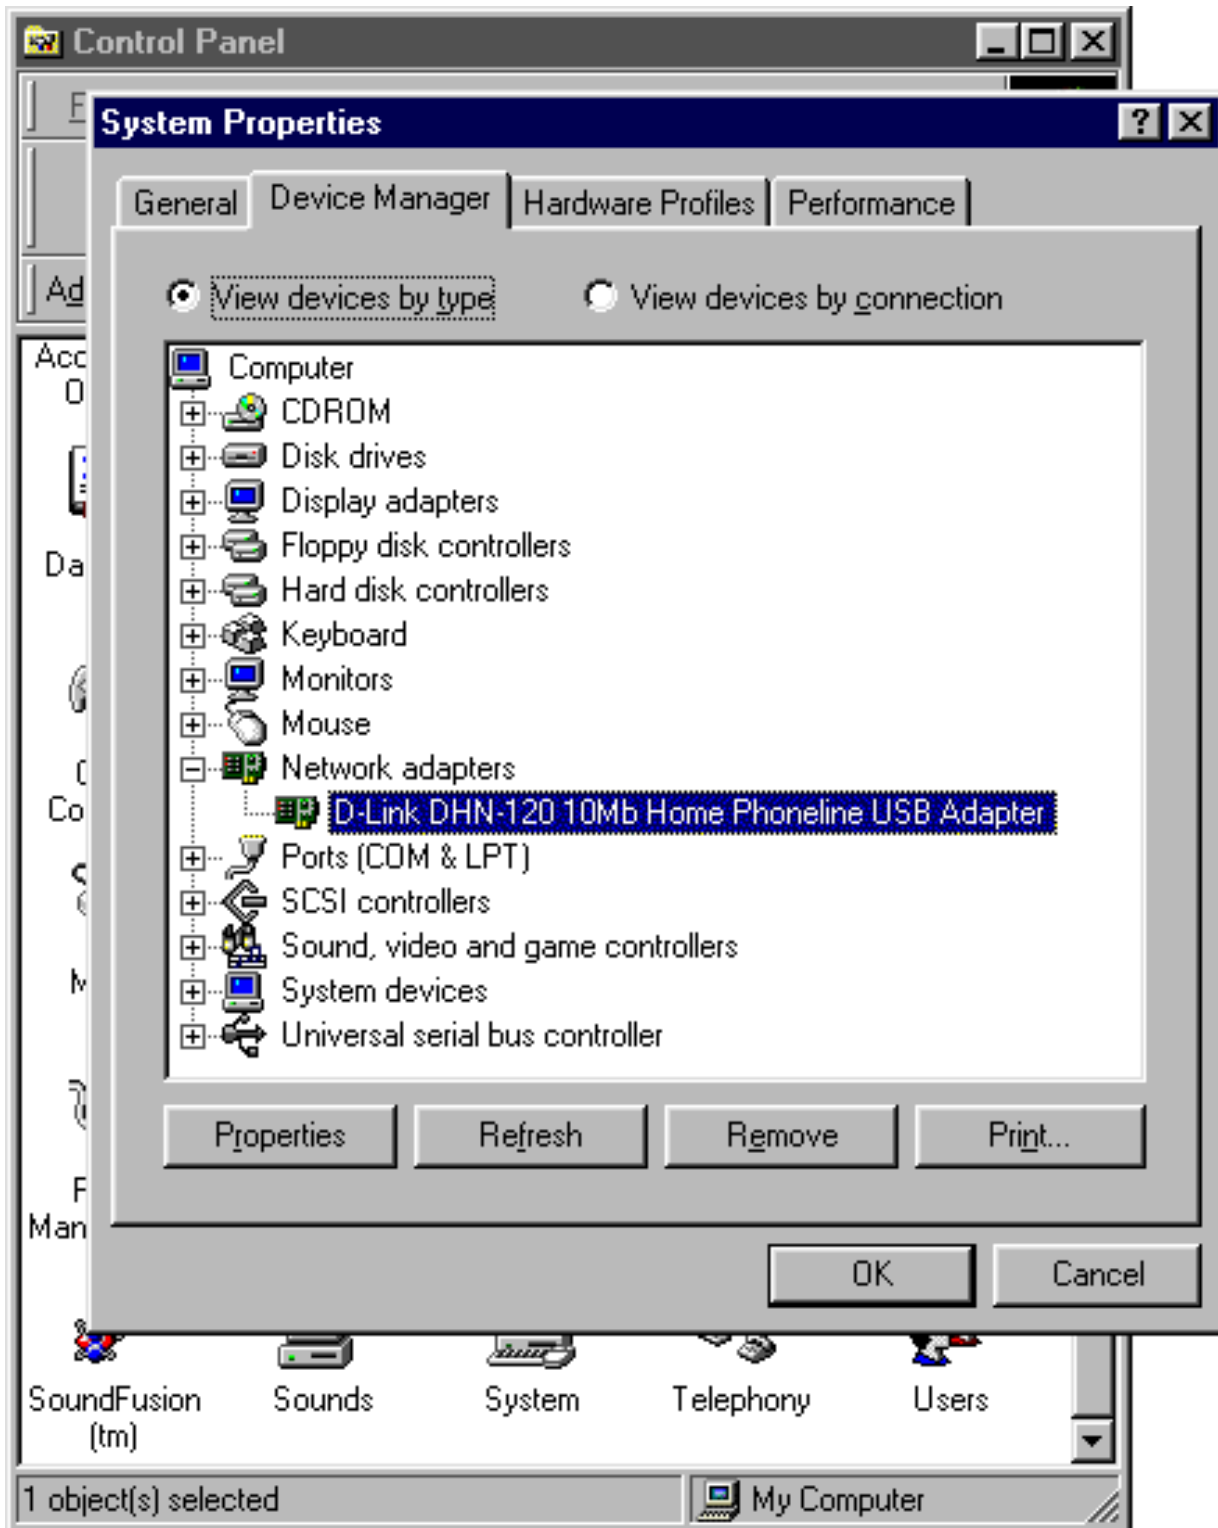 Control Panel
System Properties
General Device Manager Hardware Profiles Performance
View devices by type View devices by connection
Computer
CDROM
Disk drives
Display adapters
Floppy disk controllers
Hard disk controllers
Keyboard
Monitors
Mouse
Network adapters
D-Link DHN-120 10Mb Home Phoneline USB Adapter
Ports (COM & LPT)
SCSI controllers
Sound, video and game controllers
System devices
Universal serial bus controller
Properties Refresh Remove Print...
OK Cancel
SoundFusion Sounds System Telephony Users
(tm)
1 object(s) selected My Computer